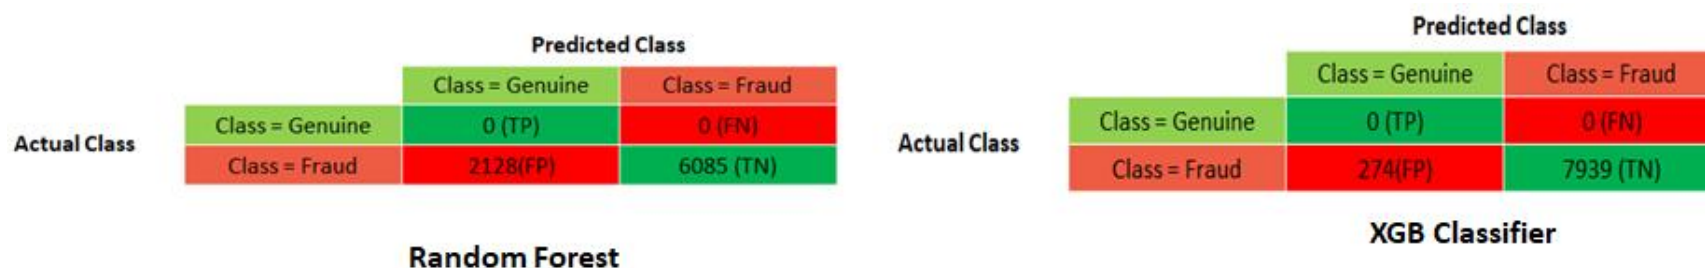 Predicted Class
Class = Genuine Class = Fraud
Actual Class
Class = Genuine 0 (TP) 0 (FN)
Class = Fraud 2128(FP) 6085 (TN)
Random Forest
Predicted Class
Class = Genuine Class = Fraud
Actual Class
Class = Genuine 0 (TP) 0 (FN)
Class = Fraud 274(FP) 7939 (TN)
XGB Classifier